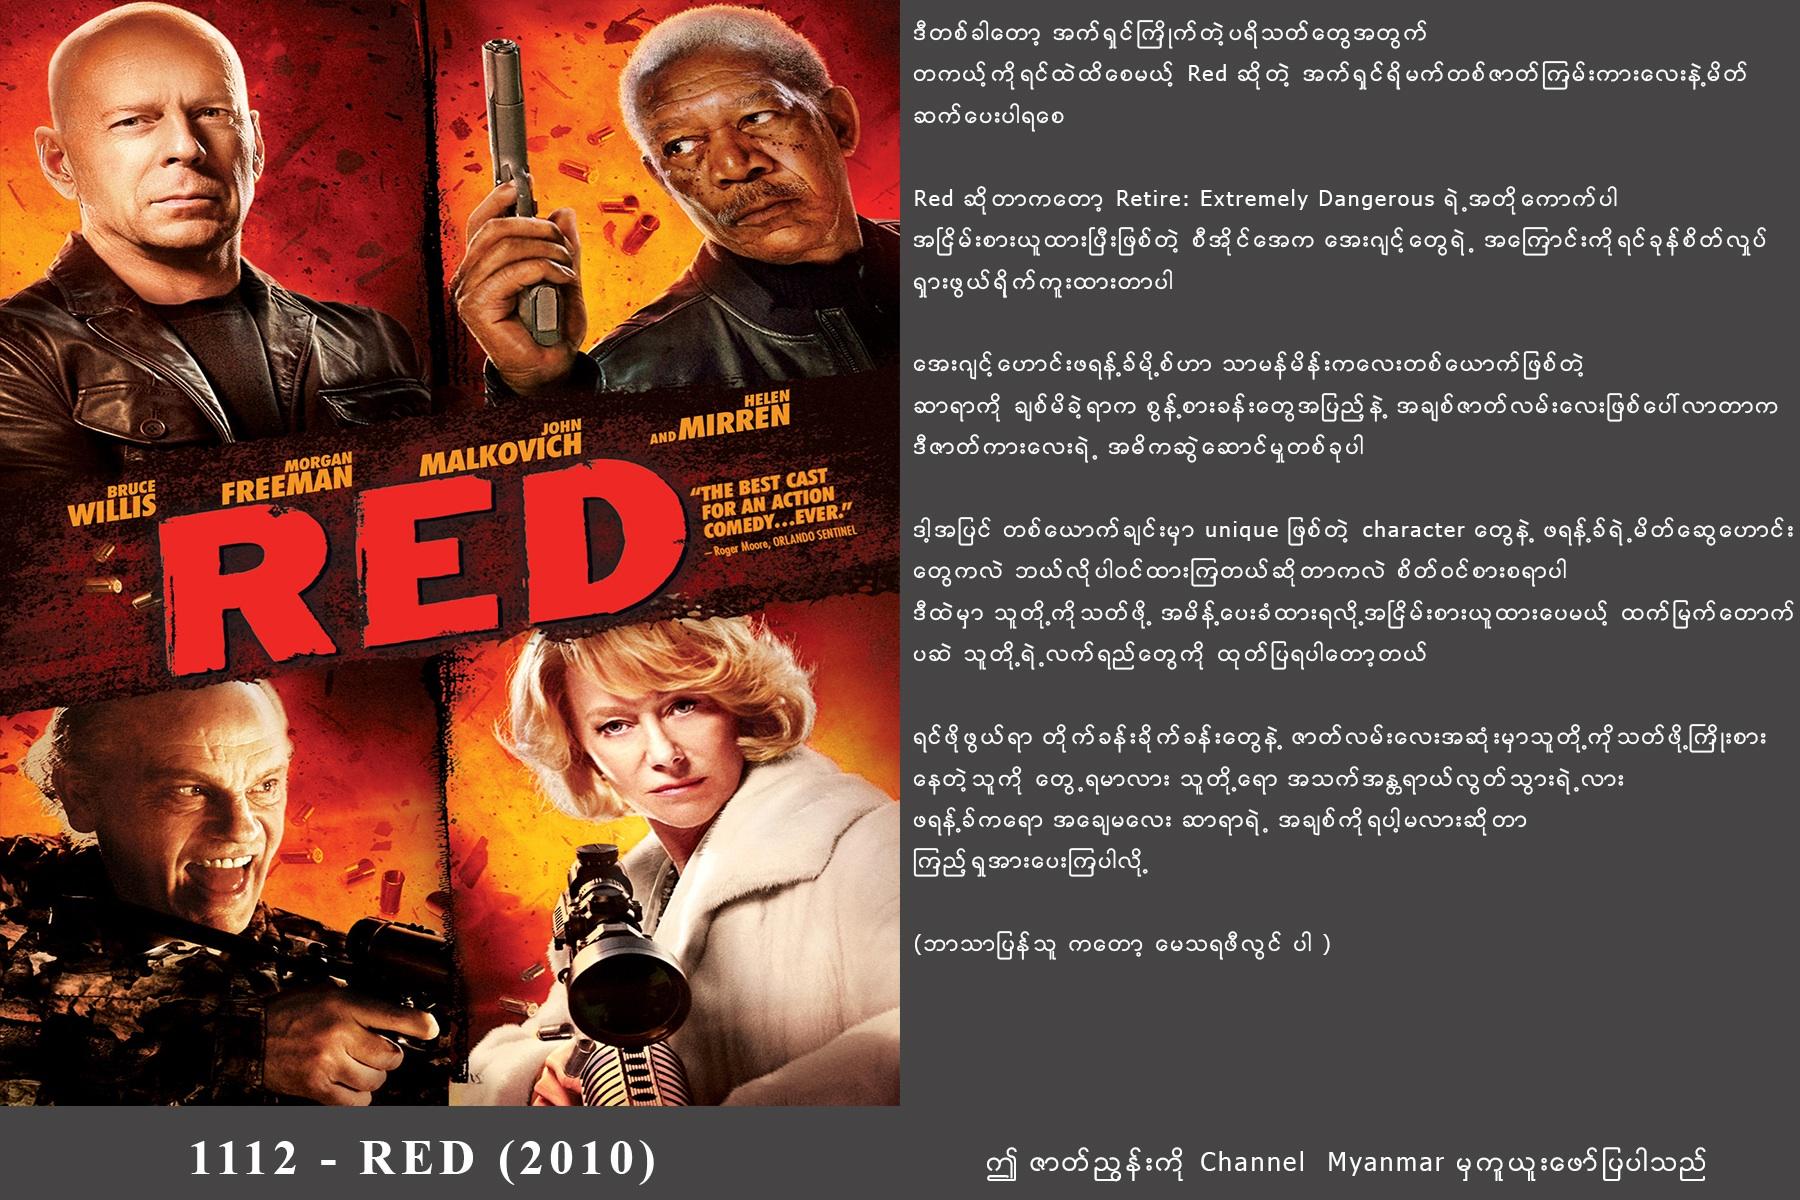 BRUCE
WILLIS
MORGAN
FREEMAN
JOHN
MALKOVICH
HELEN
AND MIRREN
RED
“THE BEST CAST
FOR AN ACTION
COMEDY...EVER.”
– Roger Moore, ORLANDO SENTINEL
1112 - RED (2010)
ဒီတစ်ခါတော့ အက်ရှင်ကြိုက်တဲ့ပရိသတ်တွေအတွက်
တကယ့်ကိုရင်ထဲထိစေမယ့် Red ဆိုတဲ့ အက်ရှင်ရိမက်တစ်ဇာတ်ကြမ်းကားလေးနဲ့မိတ်
ဆက်ပေးပါရစေ
Red ဆိုတာကတော့ Retire: Extremely Dangerous ရဲ့အတိုကောက်ပါ
အငြိမ်းစားယူထားပြီးဖြစ်တဲ့ စီအိုင်အေက အေးဂျင့်တွေရဲ့ အကြောင်းကိုရင်ခုန်စိတ်လှုပ်
ရှားဖွယ်ရိုက်ကူးထားတာပါ
အေးဂျင့်ဟောင်းဖရန့်ခ်မို့စ်ဟာ သာမန်မိန်းကလေးတစ်ယောက်ဖြစ်တဲ့
ဆာရာကို ချစ်မိခဲ့ရာက စွန့်စားခန်းတွေအပြည့်နဲ့ အချစ်ဇာတ်လမ်းလေးဖြစ်ပေါ်လာတာက
ဒီဇာတ်ကားလေးရဲ့ အဓိကဆွဲဆောင်မှုတစ်ခုပါ
ဒါ့အပြင် တစ်ယောက်ချင်းမှာ unique ဖြစ်တဲ့ character တွေနဲ့ ဖရန့်ခ်ရဲ့မိတ်ဆွေဟောင်း
တွေကလဲ ဘယ်လိုပါဝင်ထားကြတယ်ဆိုတာကလဲ စိတ်ဝင်စားစရာပါ
ဒီထဲမှာ သူတို့ကိုသတ်ဖို့ အမိန့်ပေးခံထားရလို့အငြိမ်းစားယူထားပေမယ့် ထက်မြက်တောက်
ပဆဲ သူတို့ရဲ့လက်ရည်တွေကို ထုတ်ပြရပါတော့တယ်
ရင်ဖိုဖွယ်ရာ တိုက်ခန်းခိုက်ခန်းတွေနဲ့ ဇာတ်လမ်းလေးအဆုံးမှာသူတို့ကိုသတ်ဖို့ကြိုးစား
နေတဲ့သူကို တွေ့ရမာလား သူတို့ရော အသက်အန္တရာယ်လွတ်သွားရဲ့လား
ဖရန့်ခ်ကရော အချေမလေး ဆာရာရဲ့ အချစ်ကိုရပါ့မလားဆိုတာ
ကြည့်ရှုအားပေးကြပါလို့
(ဘာသာပြန်သူ ကတော့ မေသရဖီလွင် ပါ )
ဤ ဇာတ်ညွှန်းကို Channel Myanmar မှကူယူးဖော်ပြပါသည်